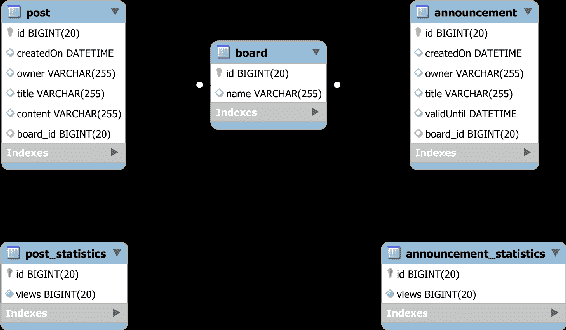 post
id BIGINT(20)
createdOn DATETIME
owner VARCHAR(255)
title VARCHAR(255)
content VARCHAR(255)
board_id BIGINT(20)
Indexes
board
id BIGINT(20)
name VARCHAR(255)
Indexes
announcement
id BIGINT(20)
createdOn DATETIME
owner VARCHAR(255)
title VARCHAR(255)
validUntil DATETIME
board_id BIGINT(20)
Indexes
post_statistics
id BIGINT(20)
views BIGINT(20)
Indexes
announcement_statistics
id BIGINT(20)
views BIGINT(20)
Indexes